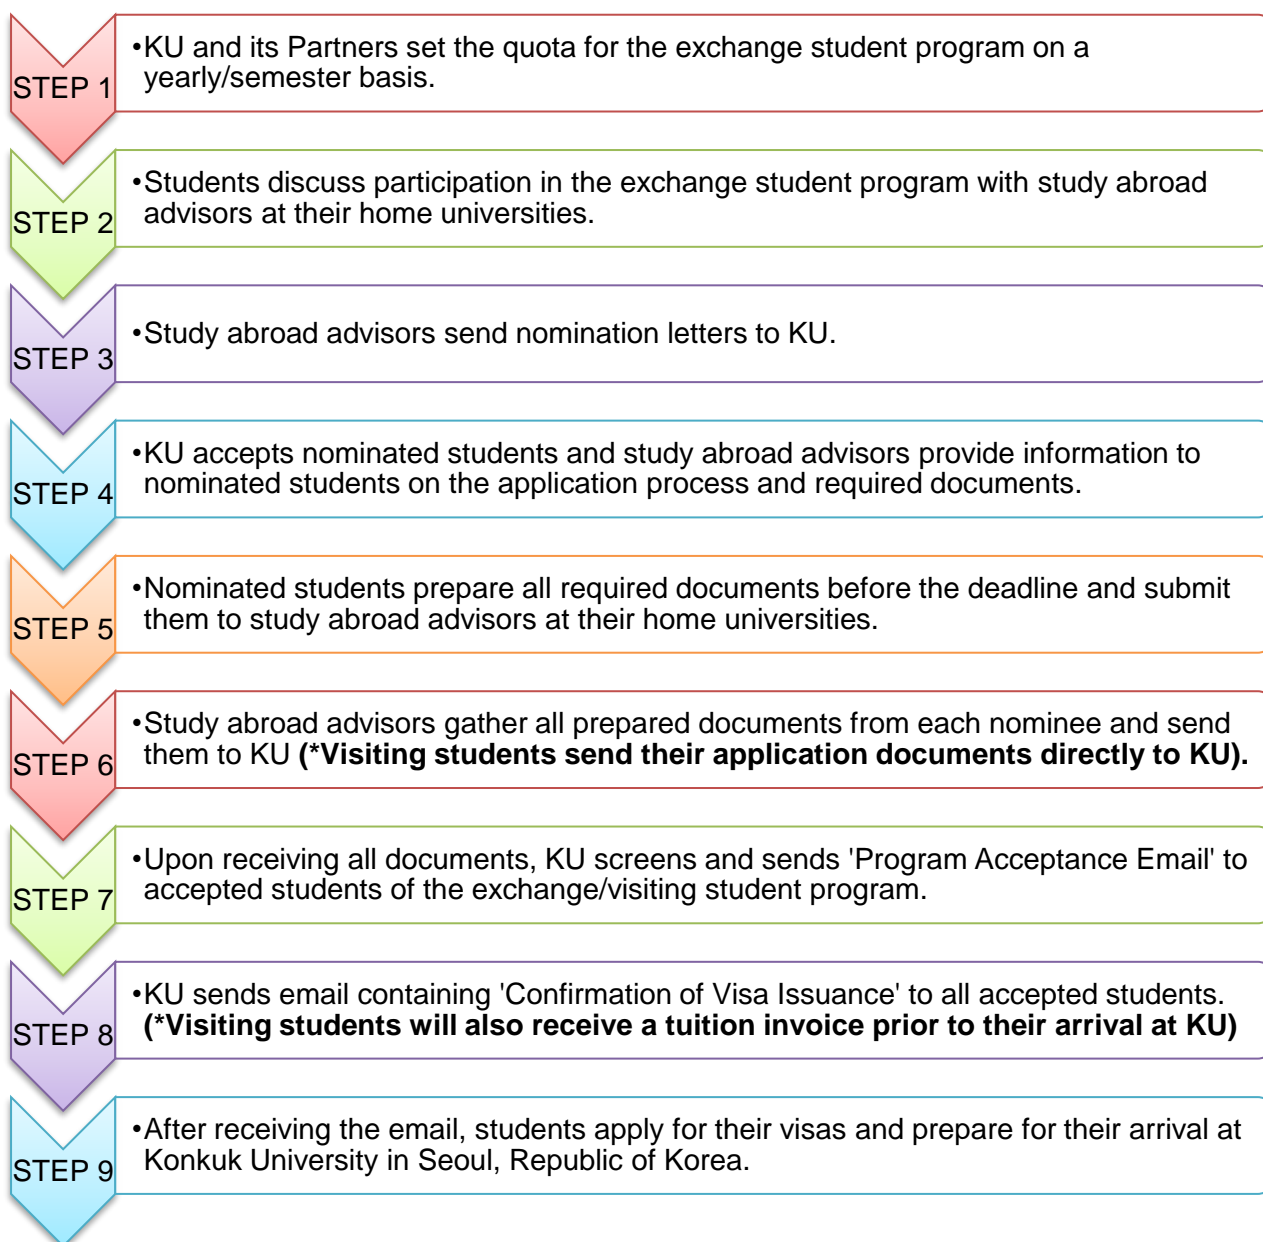 STEP 1
•KU and its Partners set the quota for the exchange student program on a
yearly/semester basis.
STEP 2
•Students discuss participation in the exchange student program with study abroad
advisors at their home universities.
STEP 3
•Study abroad advisors send nomination letters to KU.
STEP 4
•KU accepts nominated students and study abroad advisors provide information to
nominated students on the application process and required documents.
STEP 5
•Nominated students prepare all required documents before the deadline and submit
them to study abroad advisors at their home universities.
STEP 6
•Study abroad advisors gather all prepared documents from each nominee and send
them to KU (*Visiting students send their application documents directly to KU).
STEP 7
•Upon receiving all documents, KU screens and sends 'Program Acceptance Email' to
accepted students of the exchange/visiting student program.
STEP 8
•KU sends email containing 'Confirmation of Visa Issuance' to all accepted students.
(*Visiting students will also receive a tuition invoice prior to their arrival at KU)
STEP 9
•After receiving the email, students apply for their visas and prepare for their arrival at
Konkuk University in Seoul, Republic of Korea.